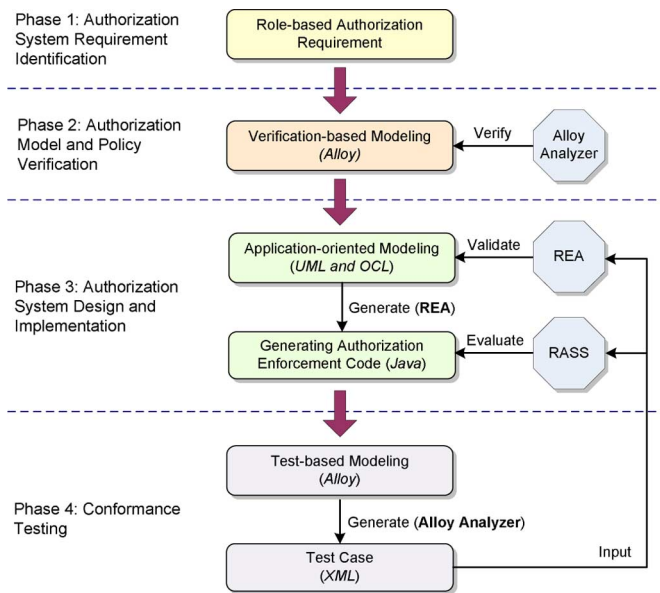 Phase 1: Authorization
System Requirement
Identification
Role-based Authorization
Requirement
Phase 2: Authorization
Model and Policy
Verification
Verification-based Modeling
(Alloy)
Verify
Alloy
Analyzer
Phase 3: Authorization
System Design and
Implementation
Application-oriented Modeling
(UML and OCL)
Validate
REA
Generate (REA)
Generating Authorization
Enforcement Code (Java)
Evaluate
RASS
Phase 4: Conformance
Testing
Test-based Modeling
(Alloy)
Generate (Alloy Analyzer)
Test Case
(XML)
Input